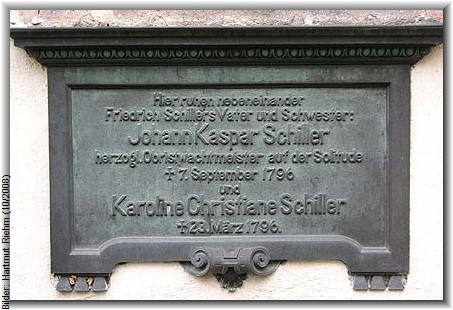 Hier ruhen nebeneinander
Friedrich Schillers Vater und Schwester:
Johann Kaspar Schiller
herzogl. Obristwachtmeister auf der Solitude
✝ 7. September 1796
und
Karoline Christiane Schiller
✝ 23. März 1796.
Bilder: Hartmut Riehm (10/2008)